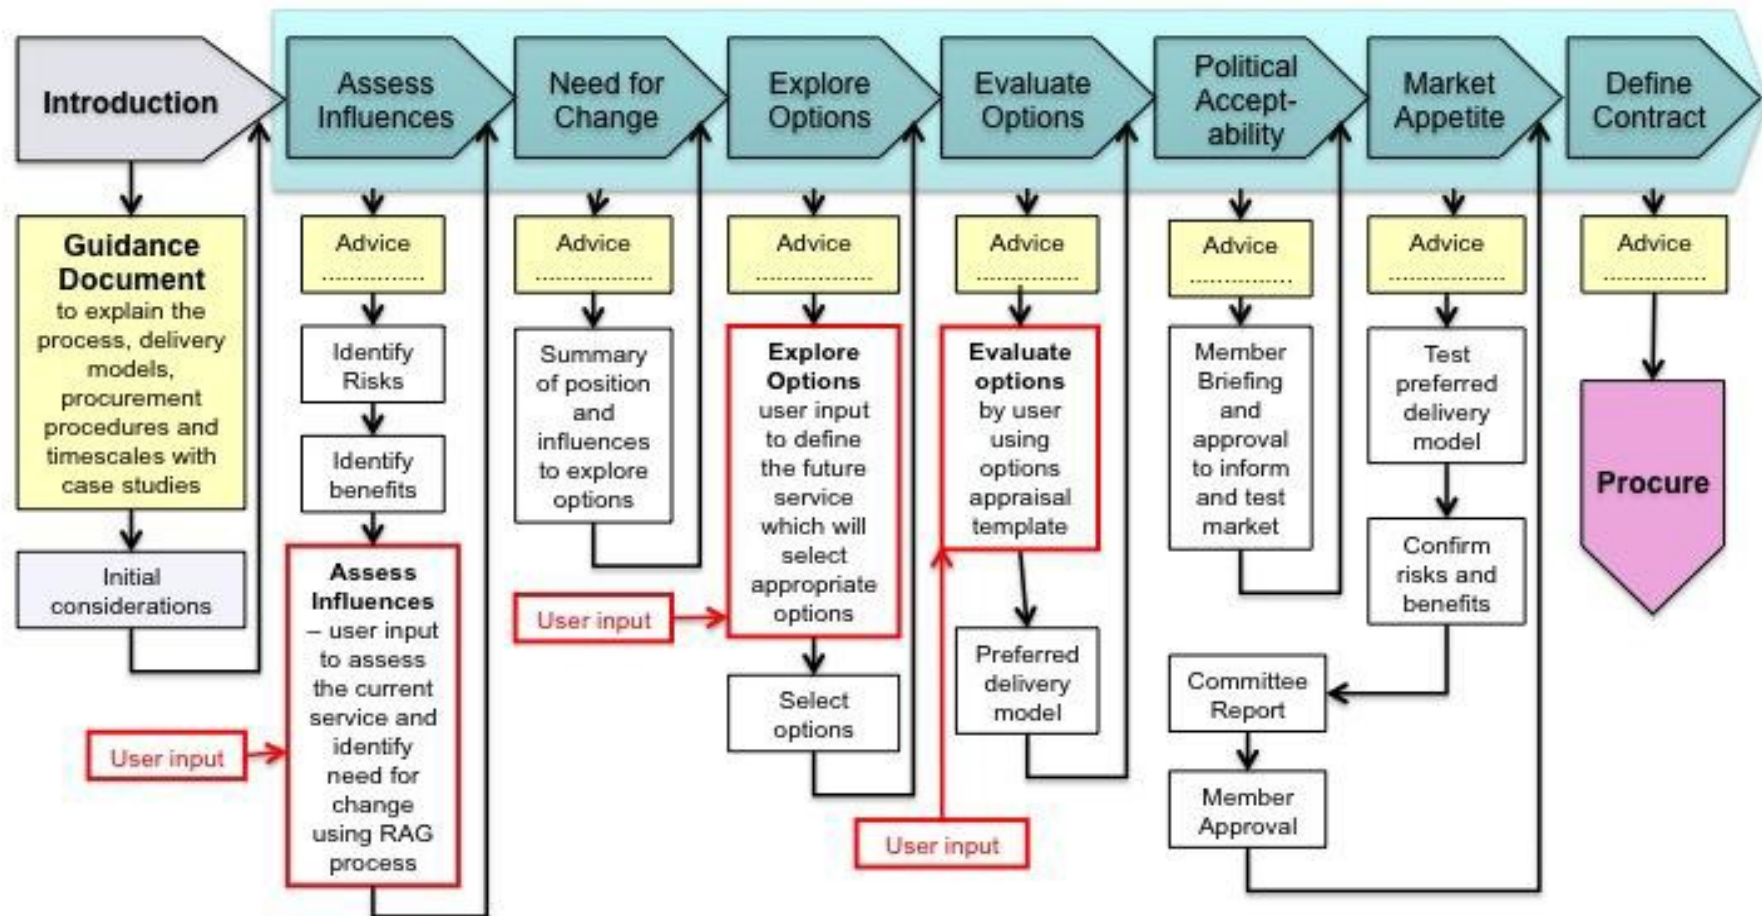 Introduction
Assess
Influences
Need for
Change
Explore
Options
Evaluate
Options
Political
Accept-
ability
Market
Appetite
Define
Contract
Guidance
Document
to explain the
process, delivery
models,
procurement
procedures and
timescales with
case studies
Initial
considerations
Advice
...................
Identify
Risks
Identify
benefits
Assess
Influences
– user input
to assess
the current
service and
identify
need for
change
using RAG
process
User input
Advice
...................
Summary
of position
and
influences
to explore
options
User input
Advice
...................
Explore
Options
user input
to define
the future
service
which will
select
appropriate
options
Select
options
Advice
...................
Evaluate
options
by user
using
options
appraisal
template
Preferred
delivery
model
User input
Advice
...................
Member
Briefing
and
approval
to inform
and test
market
Advice
...................
Test
preferred
delivery
model
Confirm
risks and
benefits
Committee
Report
Member
Approval
Advice
...................
Procure